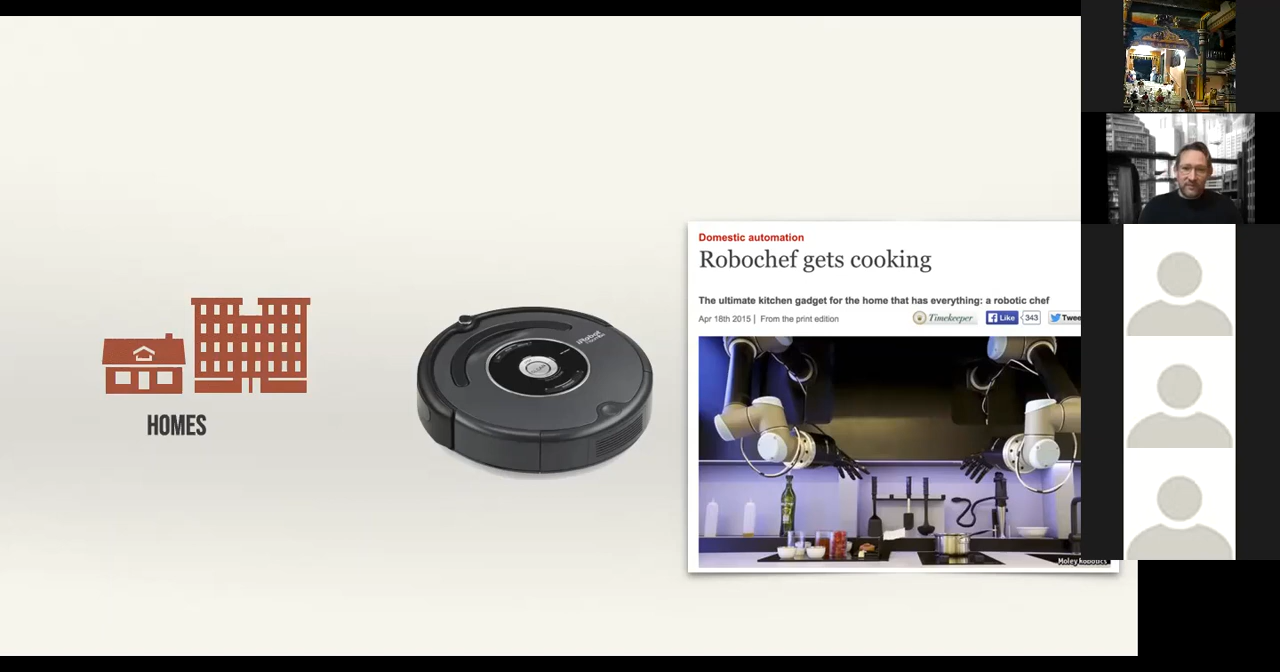 HOMES
iRobot
Domestic automation
Robochef gets cooking
The ultimate kitchen gadget for the home that has everything: a robotic chef
Apr 18th 2015 | From the print edition
Timekeeper
Like
343
Twee
Moley Robotics